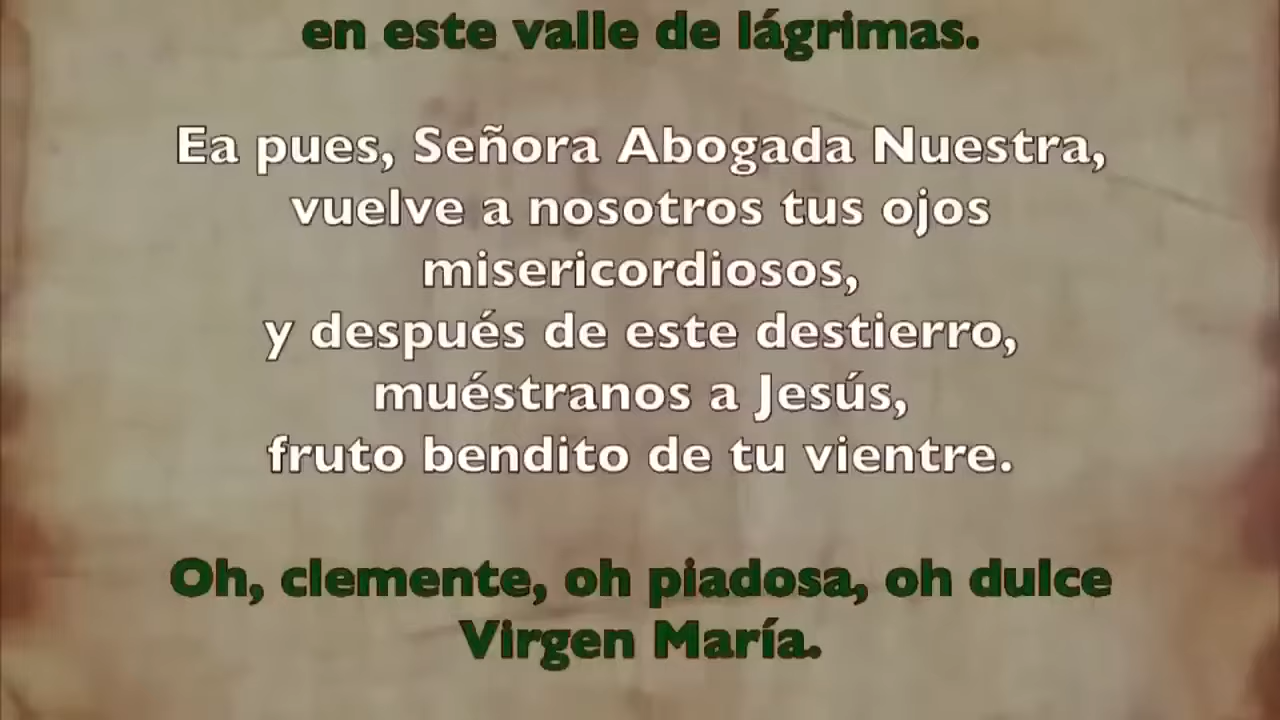 en este valle de lágrimas.
Ea pues, Señora Abogada Nuestra,
vuelve a nosotros tus ojos
misericordiosos,
y después de este destierro,
muéstranos a Jesús,
fruto bendito de tu vientre.
Oh, clemente, oh piadosa, oh dulce
Virgen María.